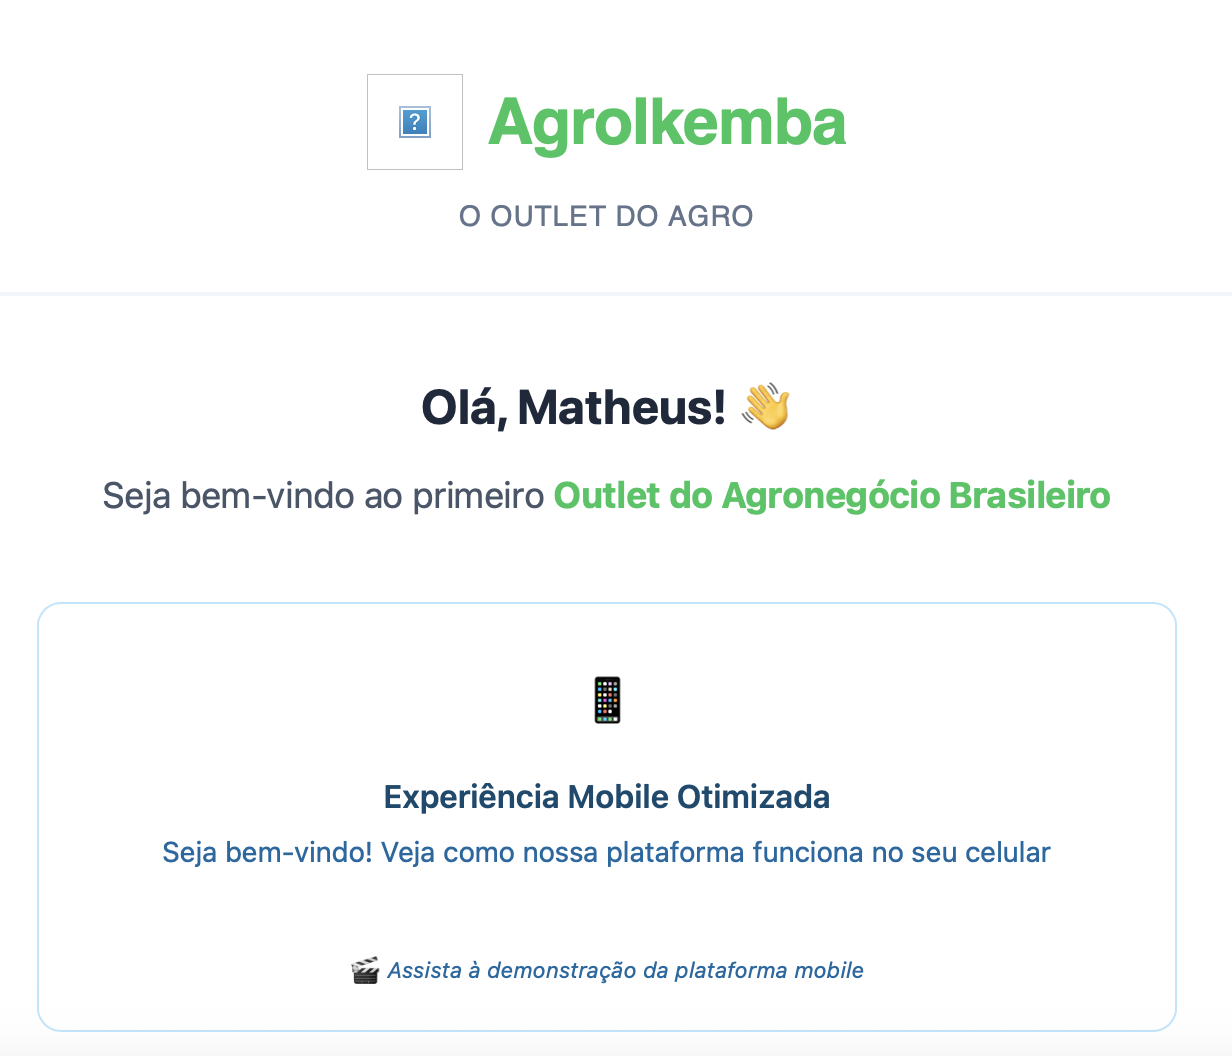 AgroIkemba
O OUTLET DO AGRO
Olá, Matheus! 👋
Seja bem-vindo ao primeiro Outlet do Agronegócio Brasileiro
Experiência Mobile Otimizada
Seja bem-vindo! Veja como nossa plataforma funciona no seu celular
🎬 Assista à demonstração da plataforma mobile